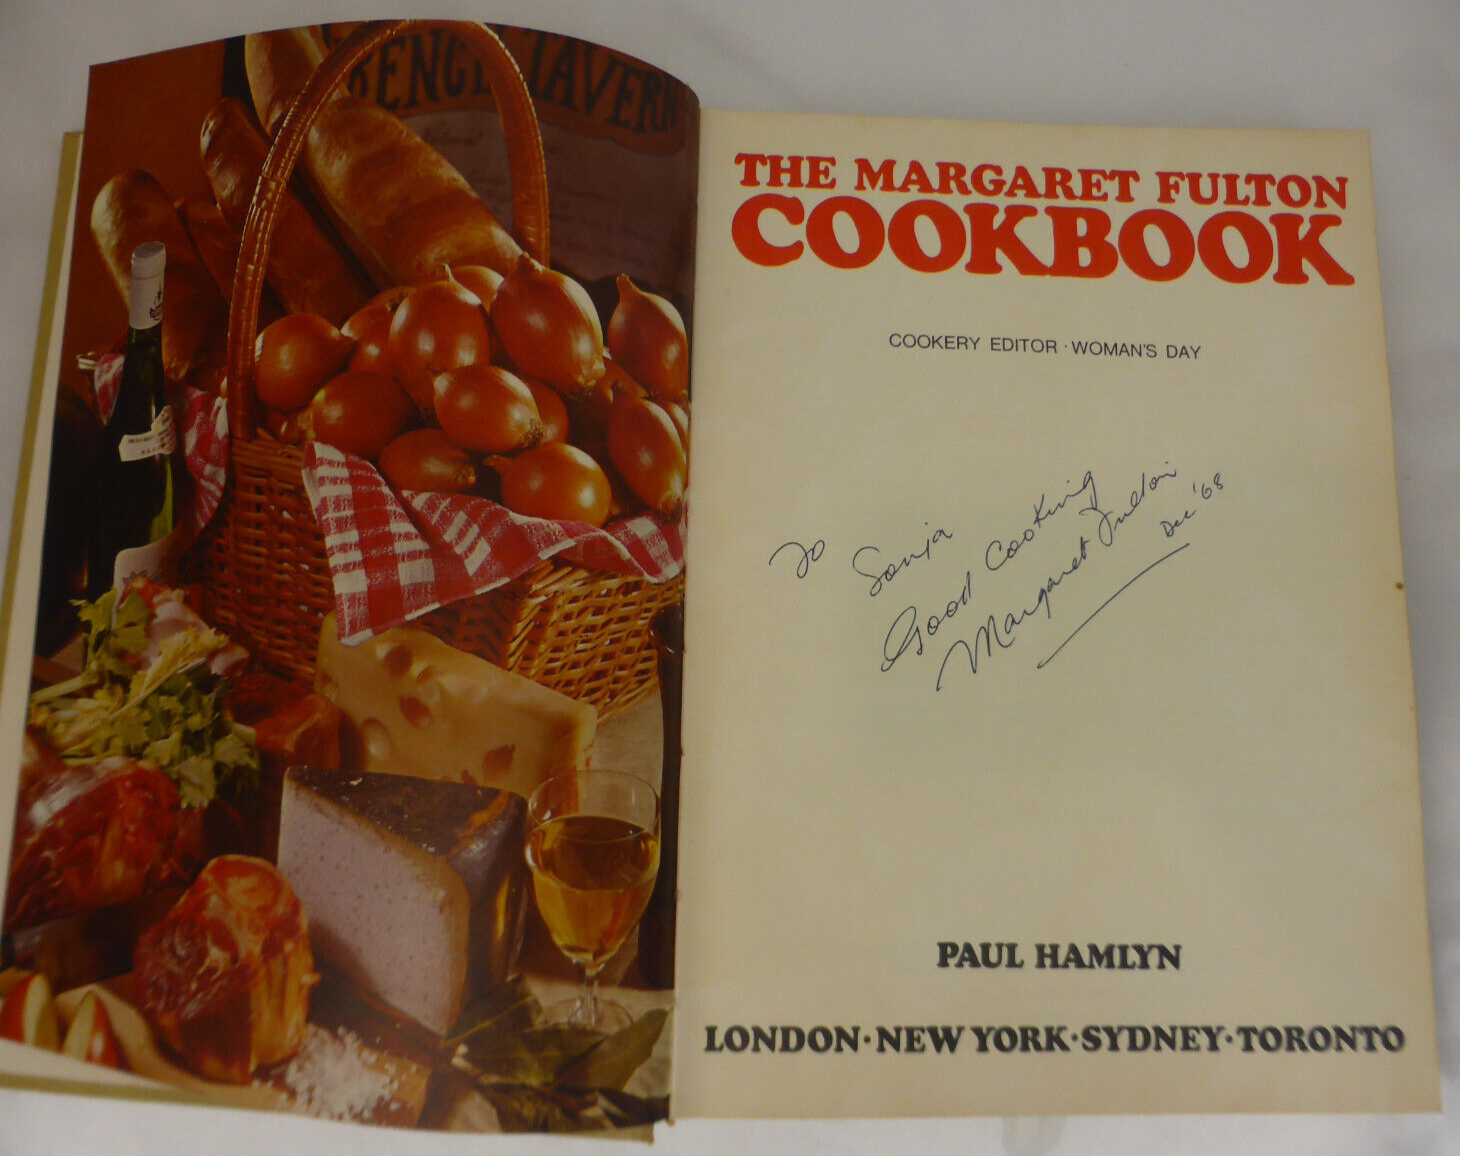 TAVERN
THE MARGARET FULTON
COOKBOOK
COOKERY EDITOR · WOMAN'S DAY
To Sonja
Good Cooking
Margaret Fulton
Dec '68
PAUL HAMLYN
LONDON · NEW YORK · SYDNEY · TORONTO